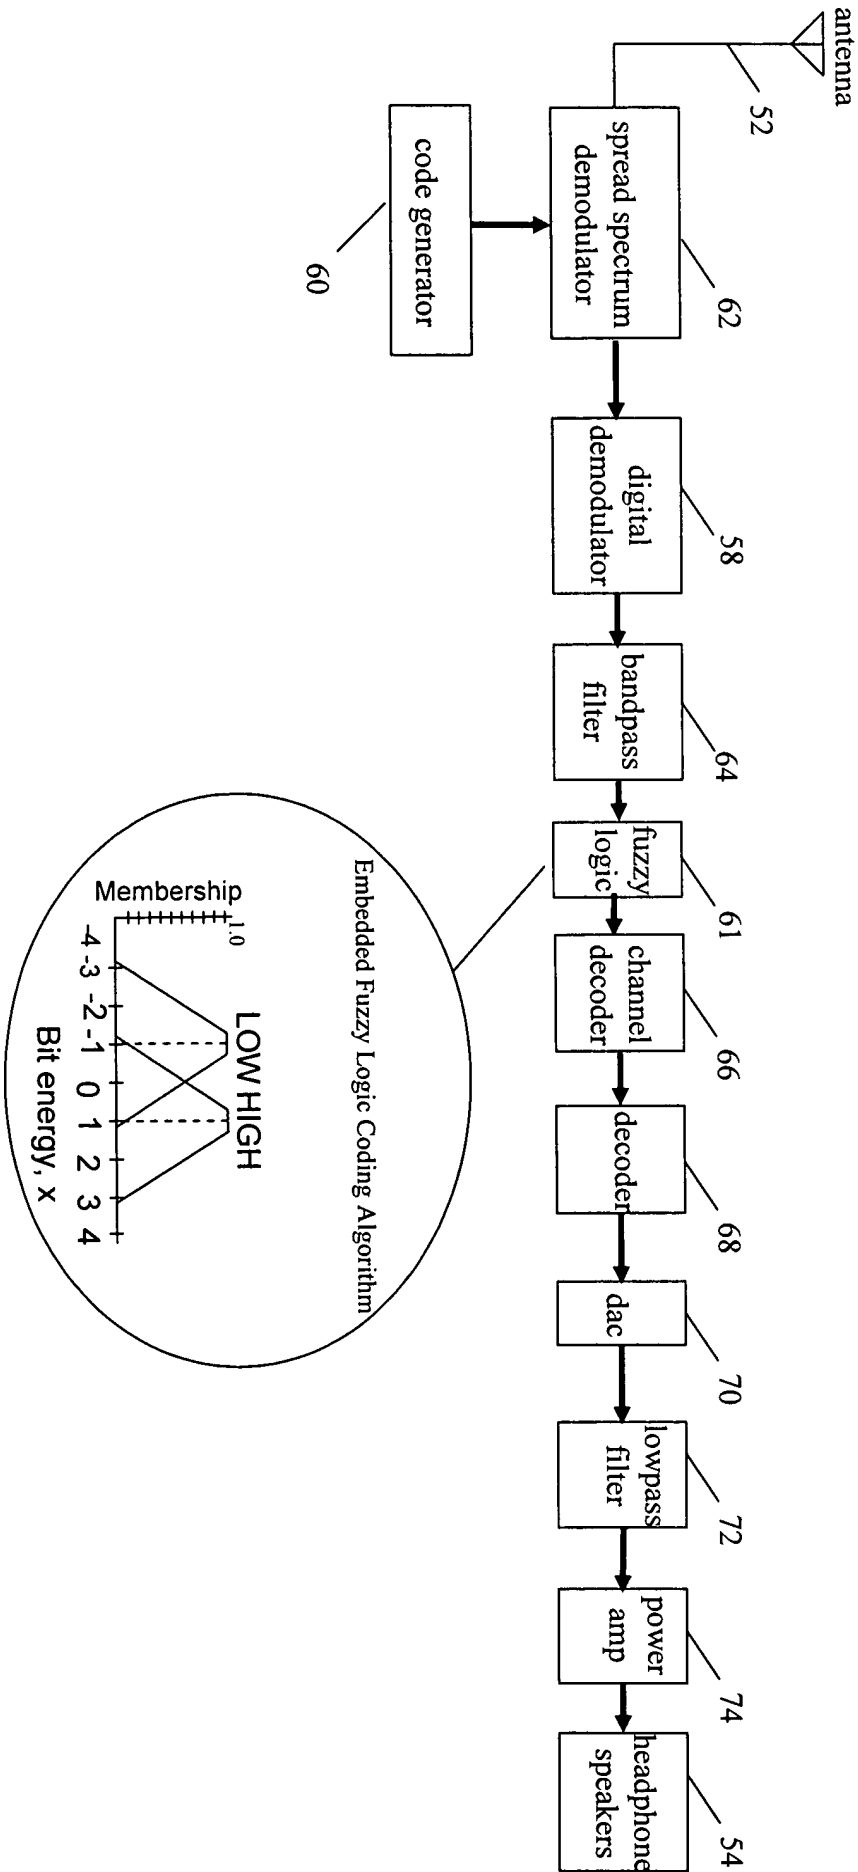 antenna
52
spread spectrum
demodulator
62
code generator
60
digital
demodulator
58
bandpass
filter
64
fuzzy
logic
61
channel
decoder
66
decoder
68
dac
70
lowpass
filter
72
power
amp
74
headphone
speakers
54
Embedded Fuzzy Logic Coding Algorithm
LOW HIGH
1.0
Membership
-4 -3 -2 -1 0 1 2 3 4
Bit energy, x